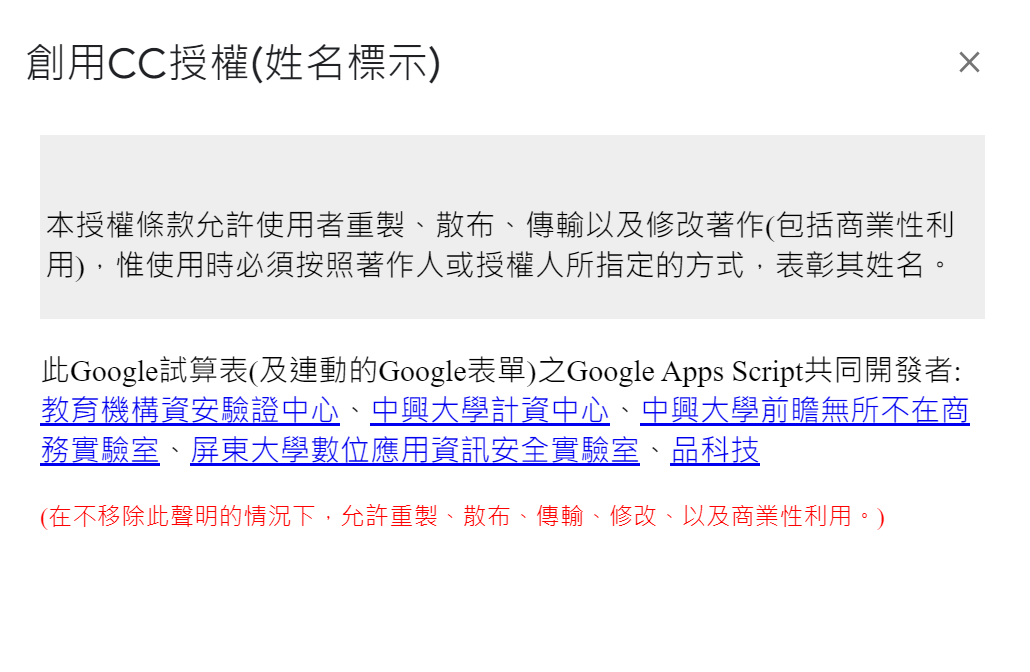 創用CC授權(姓名標示)
本授權條款允許使用者重製、散布、傳輸以及修改著作(包括商業性利
用)，惟使用時必須按照著作人或授權人所指定的方式，表彰其姓名。
此Google試算表(及連動的Google表單)之Google Apps Script共同開發者:
教育機構資安驗證中心、中興大學計資中心、中興大學前瞻無所不在商
務實驗室、屏東大學數位應用資訊安全實驗室、品科技
(在不移除此聲明的情況下，允許重製、散布、傳輸、修改、以及商業性利用。)